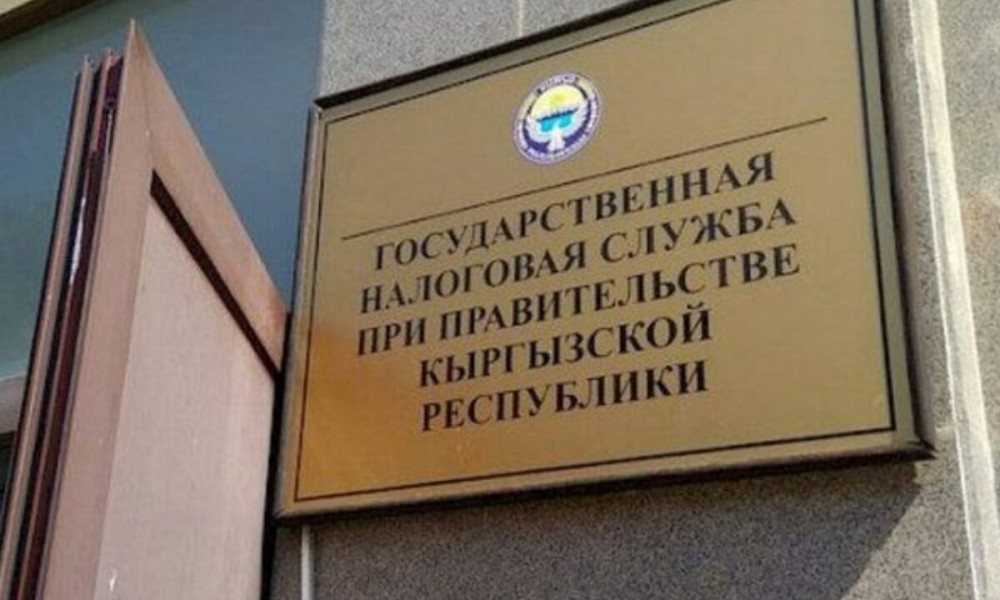 ГОСУДАРСТВЕННАЯ
НАЛОГОВАЯ СЛУЖБА
ПРИ ПРАВИТЕЛЬСТВЕ
КЫРГЫЗСКОЙ
РЕСПУБЛИКИ